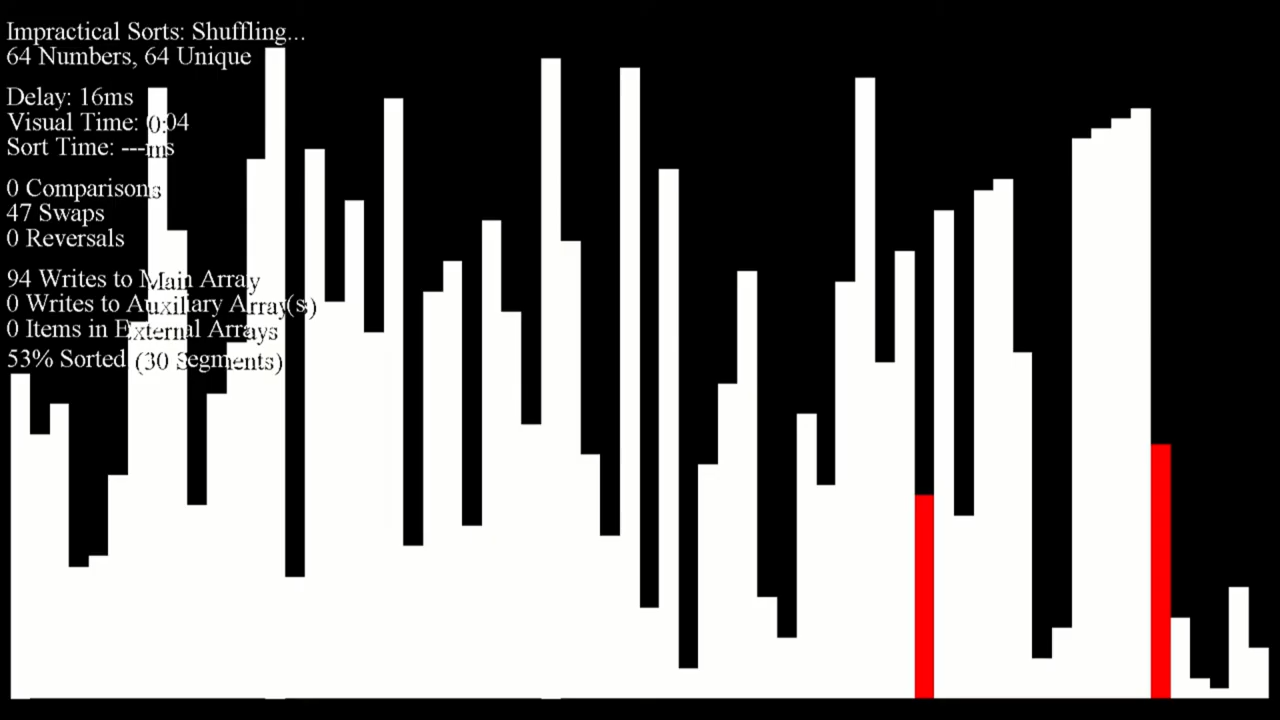 Impractical Sorts: Shuffling...
64 Numbers, 64 Unique
Delay: 16ms
Visual Time: 0:04
Sort Time: ---ms
0 Comparisons
47 Swaps
0 Reversals
94 Writes to Main Array
0 Writes to Auxillary Array(s)
0 Items in External Arrays
53% Sorted (30 Segments)